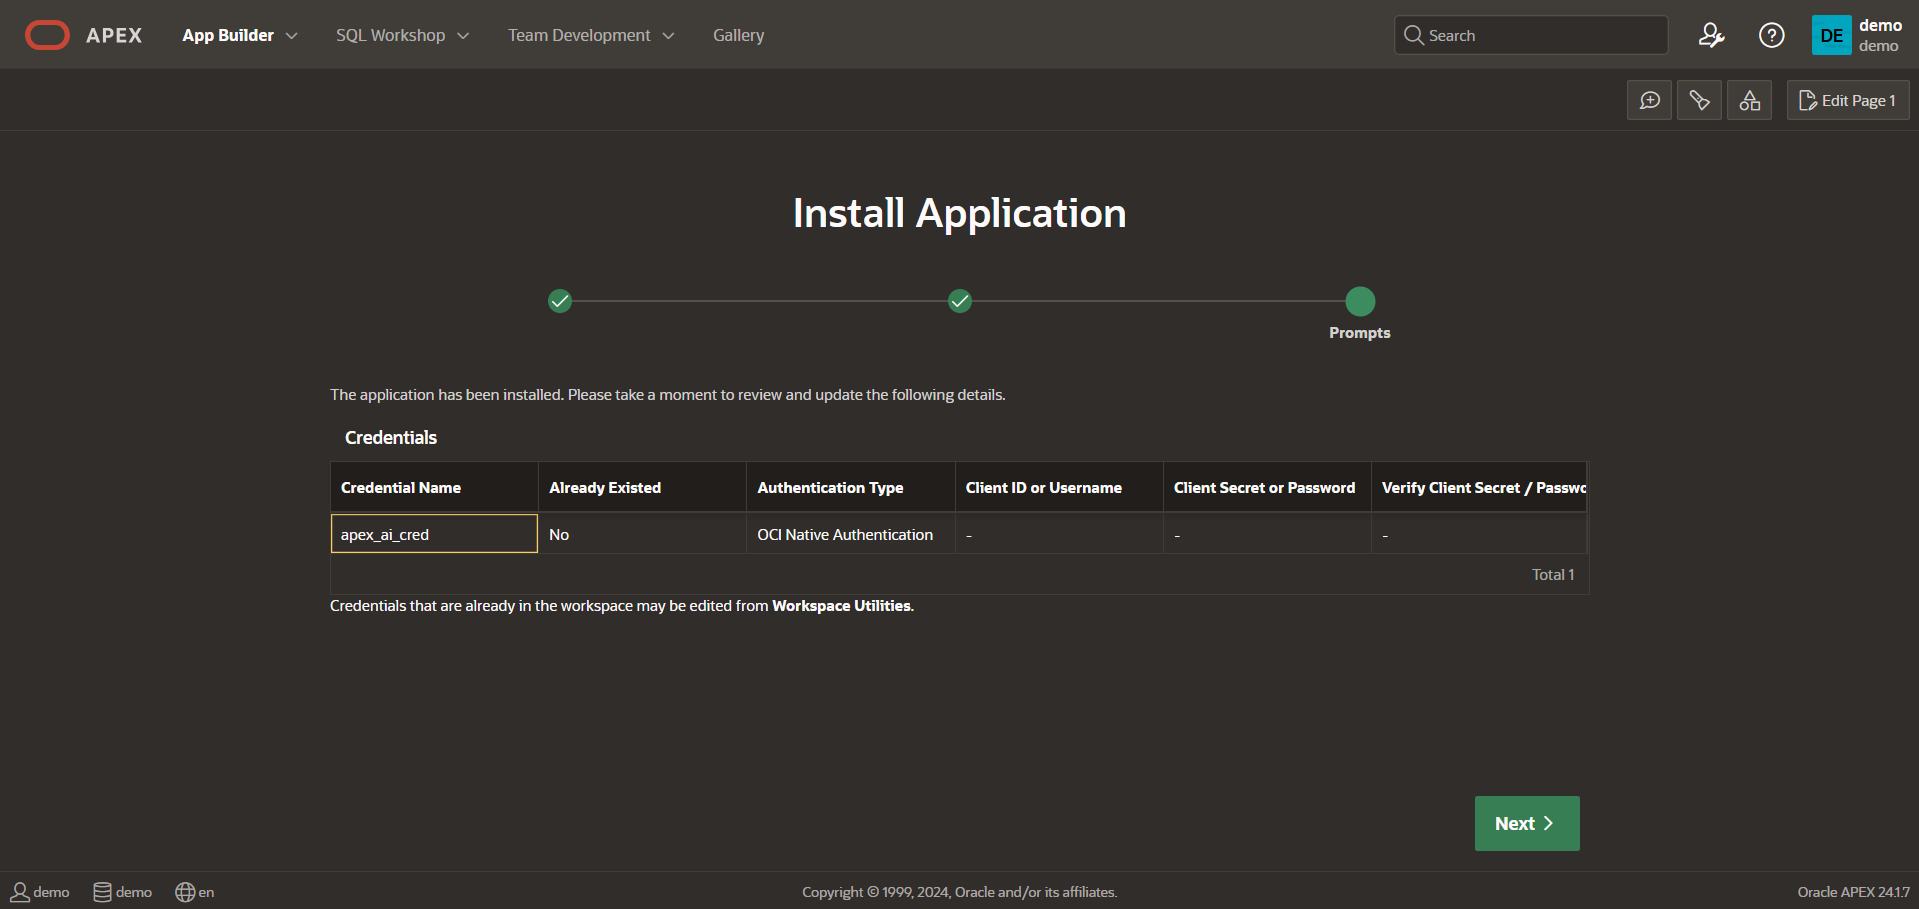 APEX App Builder SQL Workshop Team Development Gallery Search DE demo
demo
Edit Page 1
Install Application
Prompts
The application has been installed. Please take a moment to review and update the following details.
Credentials
Credential Name Already Existed Authentication Type Client ID or Username Client Secret or Password Verify Client Secret / Passwo
apex_ai_cred No OCI Native Authentication - - -
Total 1
Credentials that are already in the workspace may be edited from Workspace Utilities.
Next
demo demo en Copyright © 1999, 2024, Oracle and/or its affiliates. Oracle APEX 24.1.7